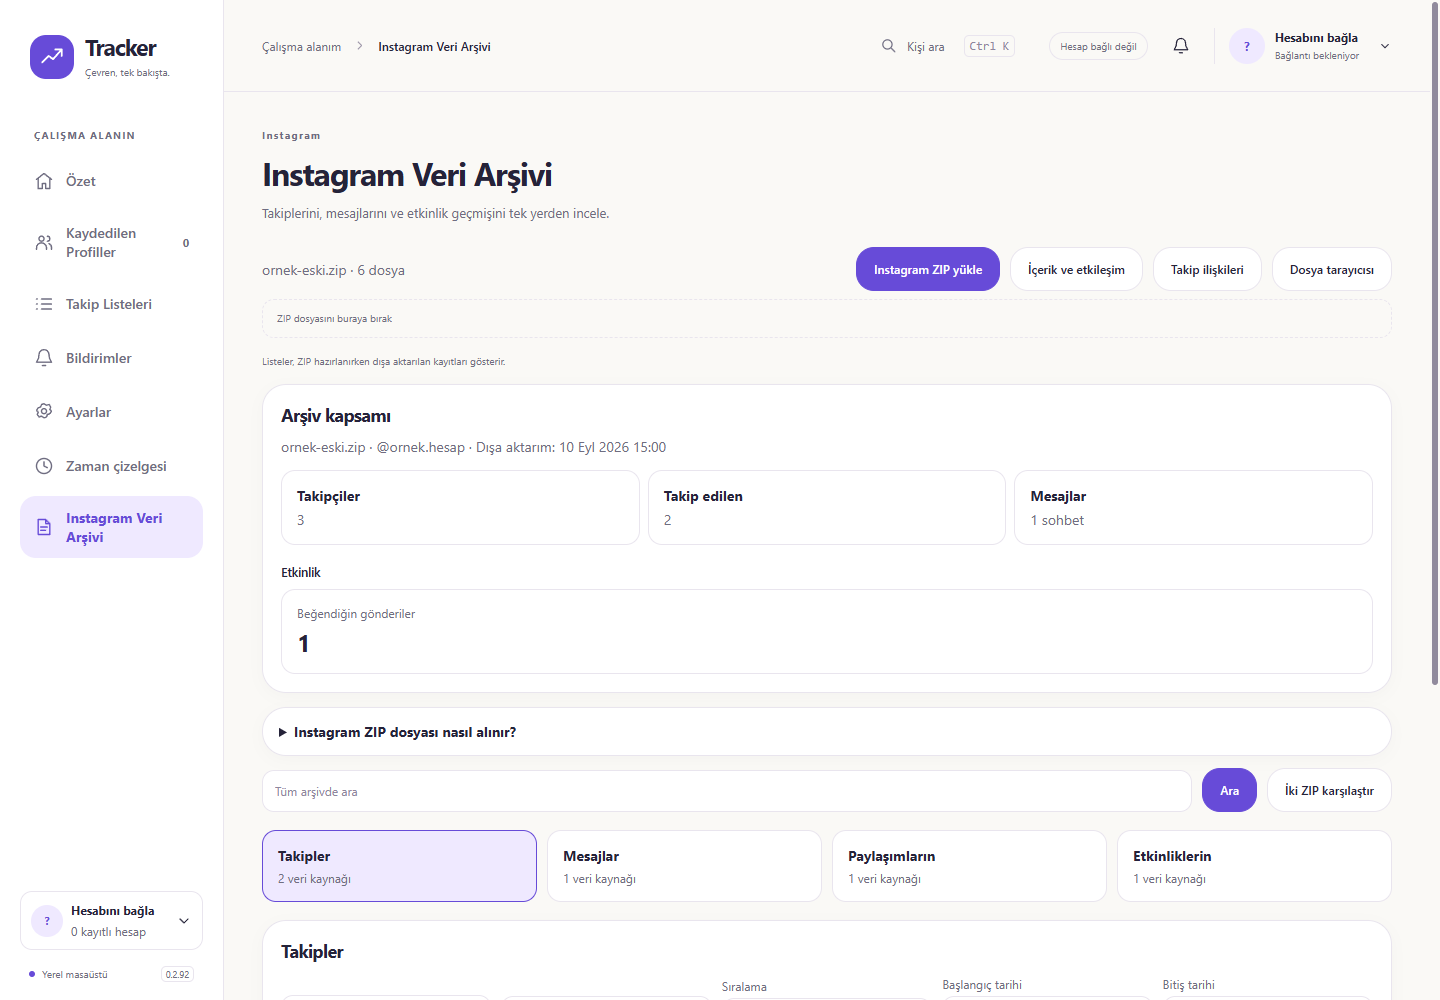 Tracker
Çevren, tek bakışta.
ÇALIŞMA ALANIN
Özet
Kaydedilen
Profiller
0
Takip Listeleri
Bildirimler
Ayarlar
Zaman çizelgesi
Instagram Veri
Arşivi
?
Hesabını bağla
0 kayıtlı hesap
Yerel masaüstü
0.2.92
Çalışma alanım
Instagram Veri Arşivi
Kişi ara
Ctrl K
Hesap bağlı değil
?
Hesabını bağla
Bağlantı bekleniyor
Instagram
Instagram Veri Arşivi
Takiplerini, mesajlarını ve etkinlik geçmişini tek yerden incele.
ornek-eski.zip · 6 dosya
Instagram ZIP yükle
İçerik ve etkileşim
Takip ilişkileri
Dosya tarayıcısı
ZIP dosyasını buraya bırak
Listeler, ZIP hazırlanırken dışa aktarılan kayıtları gösterir.
Arşiv kapsamı
ornek-eski.zip · @ornek.hesap · Dışa aktarım: 10 Eyl 2026 15:00
Takipçiler
3
Takip edilen
2
Mesajlar
1 sohbet
Etkinlik
Beğendiğin gönderiler
1
Instagram ZIP dosyası nasıl alınır?
Tüm arşivde ara
Ara
İki ZIP karşılaştır
Takipler
2 veri kaynağı
Mesajlar
1 veri kaynağı
Paylaşımların
1 veri kaynağı
Etkinliklerin
1 veri kaynağı
Takipler
Sıralama
Başlangıç tarihi
Bitiş tarihi